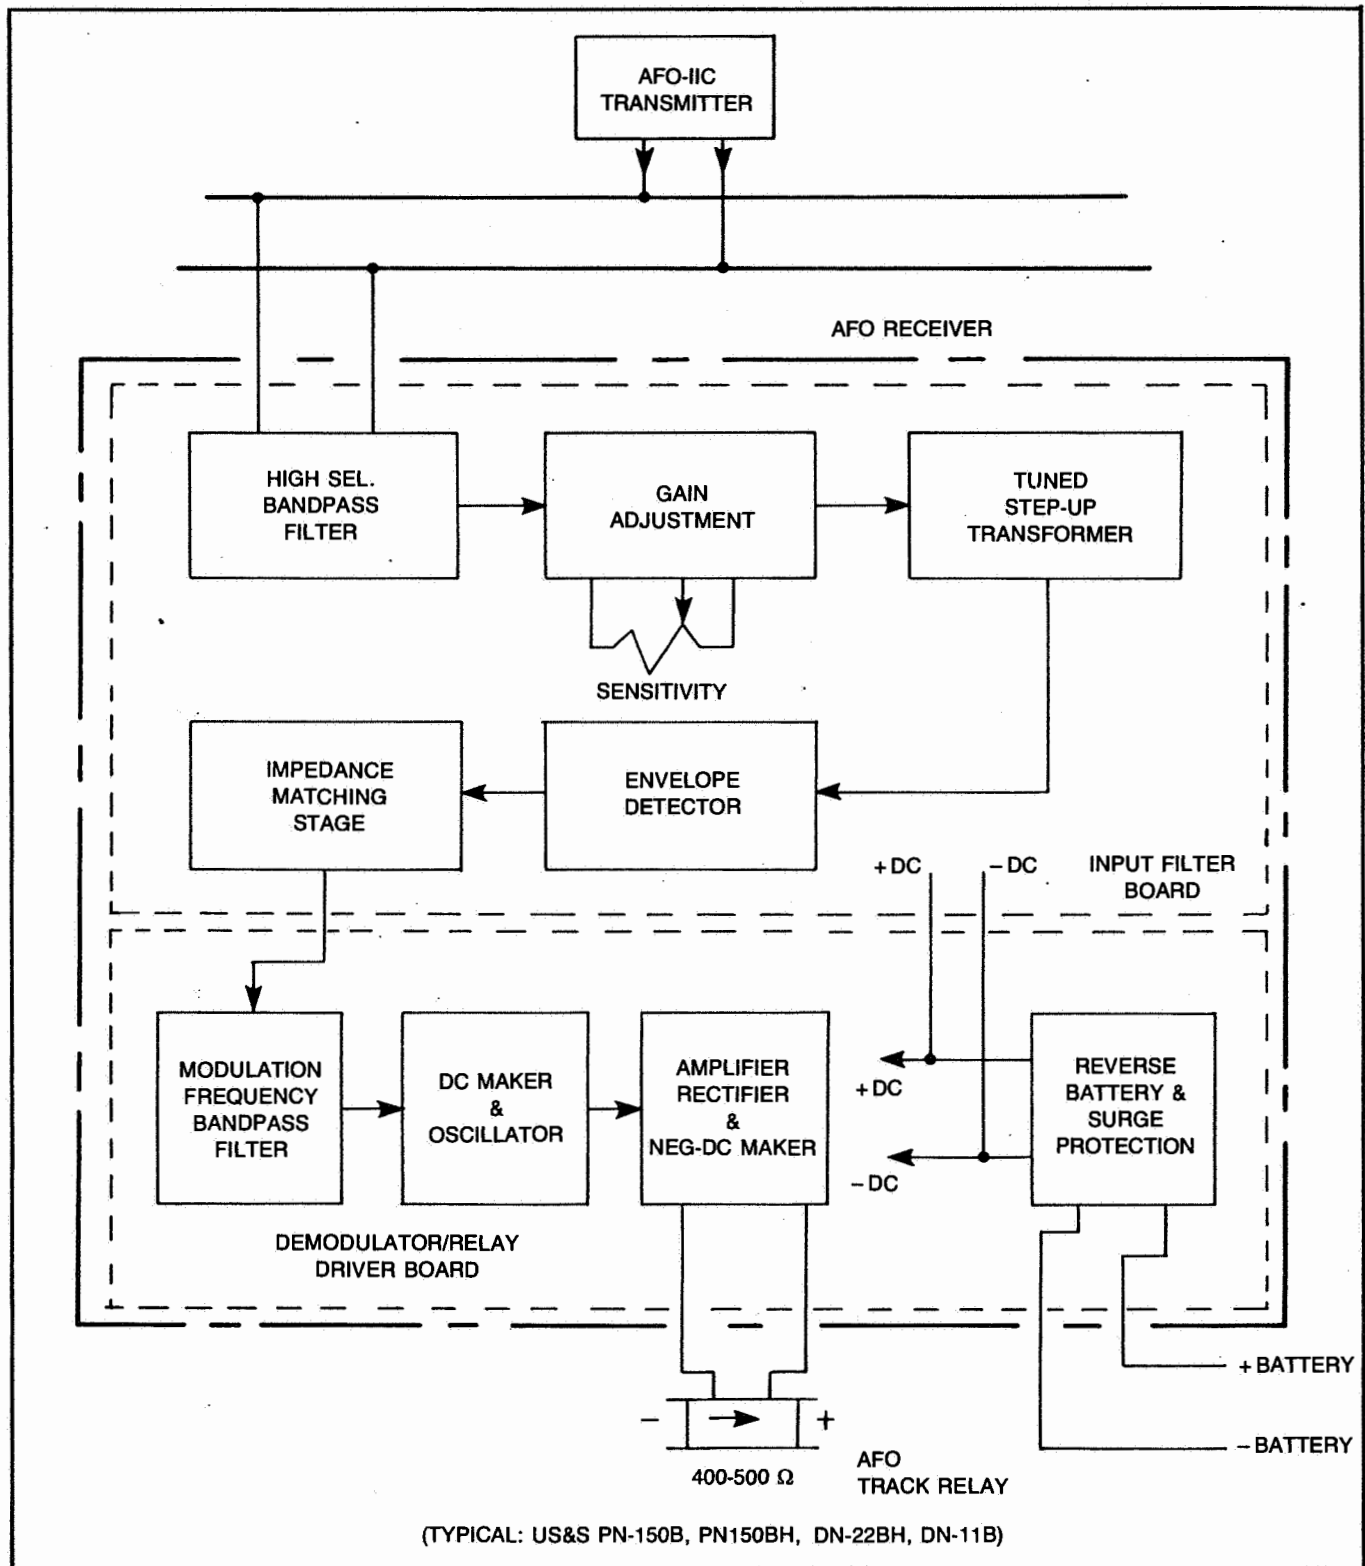 AFO-IIC
TRANSMITTER
AFO RECEIVER
HIGH SEL.
BANDPASS
FILTER
GAIN
ADJUSTMENT
TUNED
STEP-UP
TRANSFORMER
SENSITIVITY
IMPEDANCE
MATCHING
STAGE
ENVELOPE
DETECTOR
+DC
-DC
INPUT FILTER
BOARD
MODULATION
FREQUENCY
BANDPASS
FILTER
DC MAKER
&
OSCILLATOR
AMPLIFIER
RECTIFIER
&
NEG-DC MAKER
+DC
-DC
REVERSE
BATTERY &
SURGE
PROTECTION
DEMODULATOR/RELAY
DRIVER BOARD
+ BATTERY
- BATTERY
- +
400-500 Ω
AFO
TRACK RELAY
(TYPICAL: US&S PN-150B, PN150BH, DN-22BH, DN-11B)